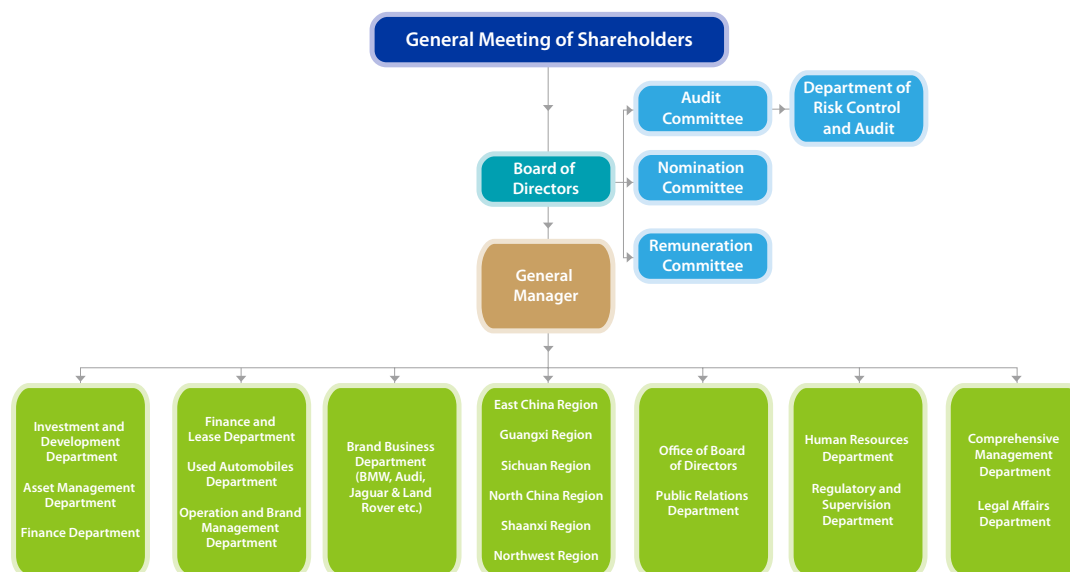 General Meeting of Shareholders
Audit
Committee
Department of
Risk Control
and Audit
Board of
Directors
Nomination
Committee
Remuneration
Committee
General
Manager
Investment and
Development
Department
Asset Management
Department
Finance Department
Finance and
Lease Department
Used Automobiles
Department
Operation and Brand
Management
Department
Brand Business
Department
(BMW, Audi,
Jaguar & Land
Rover etc.)
East China Region
Guangxi Region
Sichuan Region
North China Region
Shaanxi Region
Northwest Region
Office of Board
of Directors
Public Relations
Department
Human Resources
Department
Regulatory and
Supervision
Department
Comprehensive
Management
Department
Legal Affairs
Department